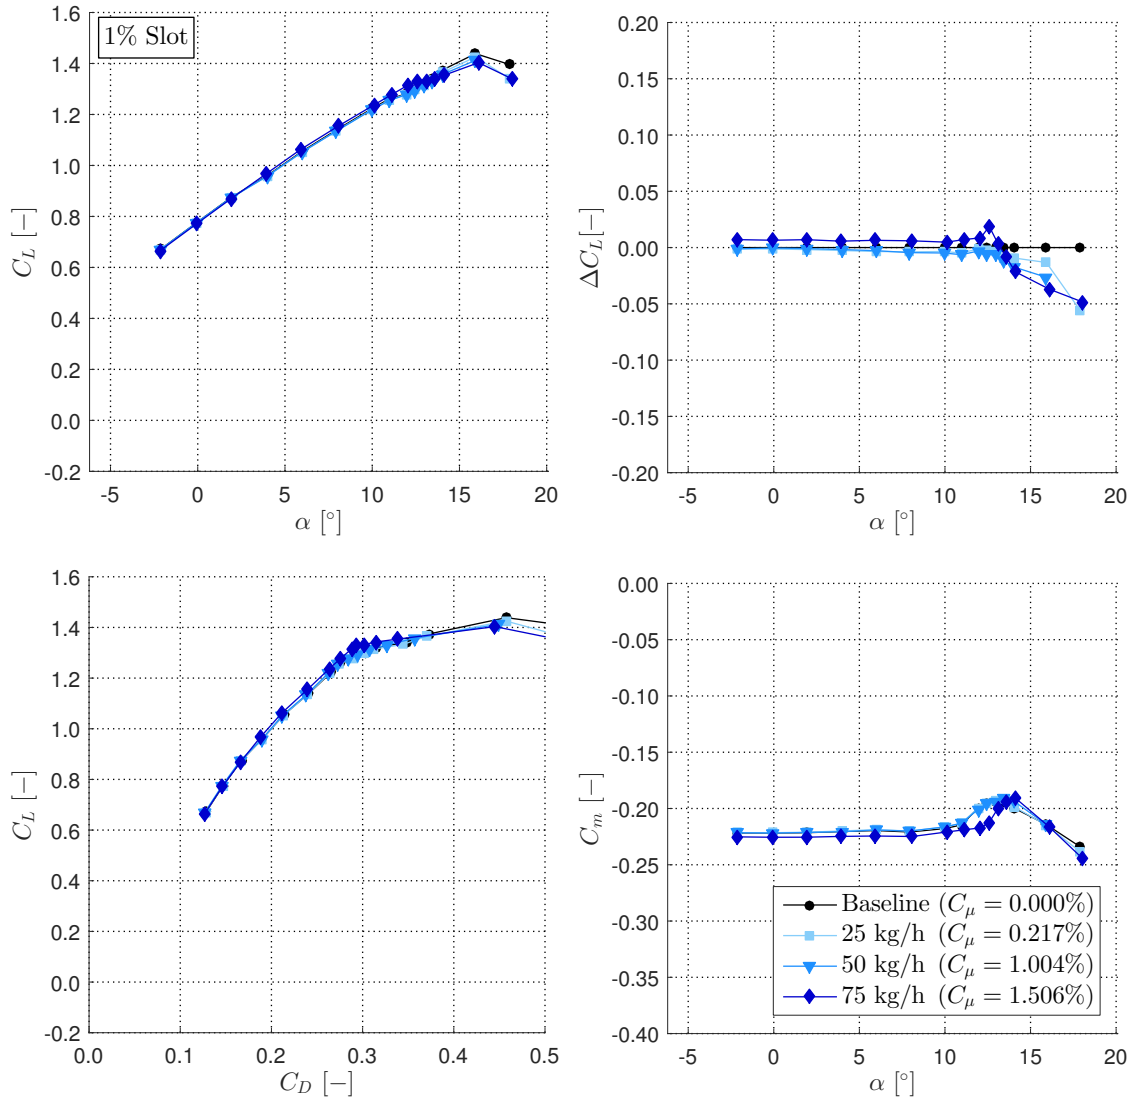 1% Slot
1.6
1.4
1.2
1.0
0.8
0.6
0.4
0.2
0.0
-0.2
C_L [−]
-5 0 5 10 15 20
α [°]
0.20
0.15
0.10
0.05
0.00
-0.05
-0.10
-0.15
-0.20
ΔC_L [−]
-5 0 5 10 15 20
α [°]
1.6
1.4
1.2
1.0
0.8
0.6
0.4
0.2
0.0
-0.2
C_L [−]
0.0 0.1 0.2 0.3 0.4 0.5
C_D [−]
0.00
-0.05
-0.10
-0.15
-0.20
-0.25
-0.30
-0.35
-0.40
C_m [−]
Baseline (C_μ = 0.000%)
25 kg/h (C_μ = 0.217%)
50 kg/h (C_μ = 1.004%)
75 kg/h (C_μ = 1.506%)
-5 0 5 10 15 20
α [°]